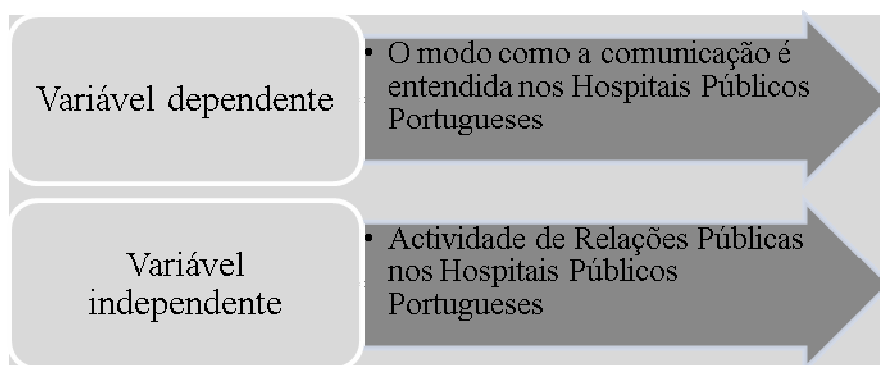 Variável dependente
• O modo como a comunicação é
entendida nos Hospitais Públicos
Portugueses
Variável
independente
• Actividade de Relações Públicas
nos Hospitais Públicos
Portugueses